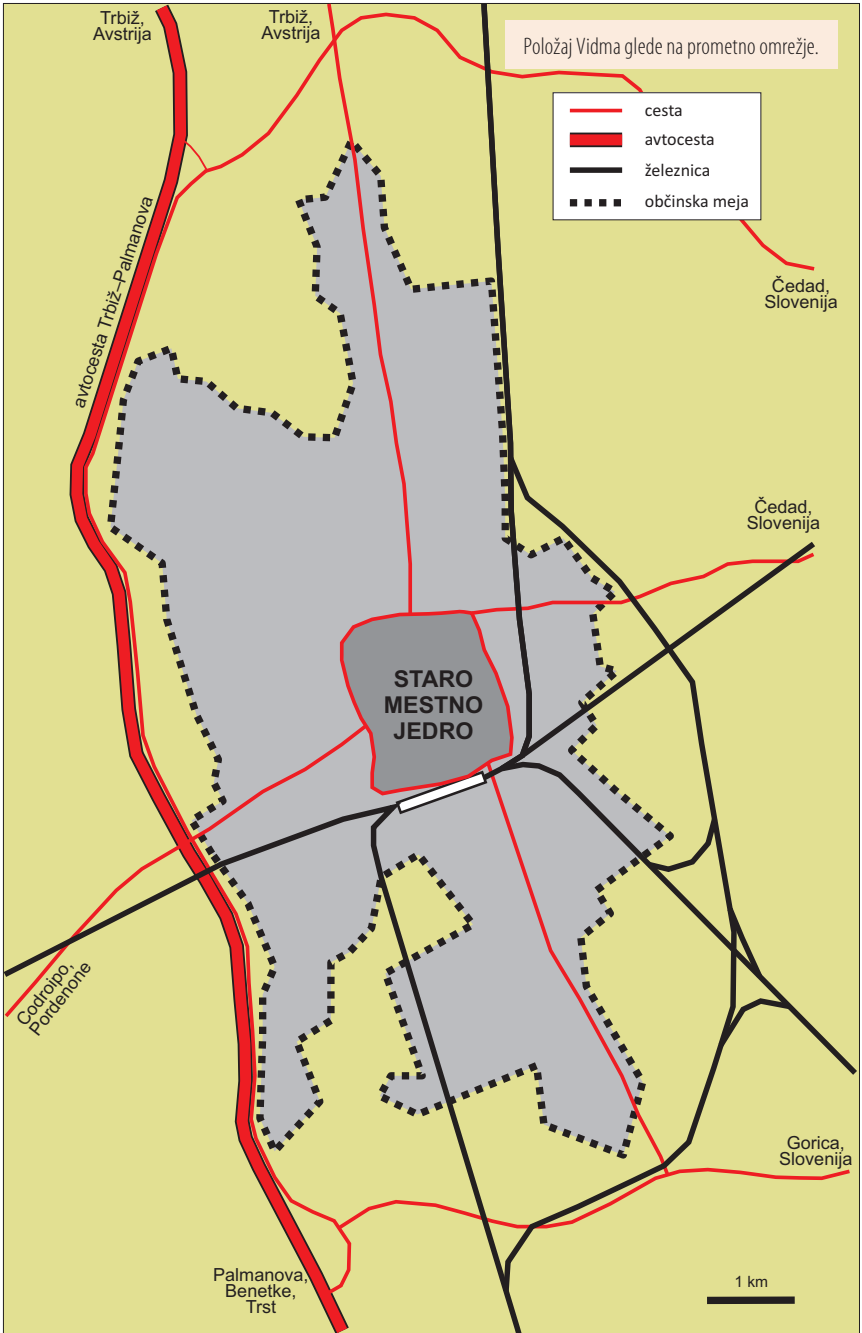 Trbiž,
Avstrija
Trbiž,
Avstrija
Položaj Vidma glede na prometno omrežje.
cesta
avtocesta
železnica
občinska meja
avtocesta Trbiž–Palmanova
Čedad,
Slovenija
Čedad,
Slovenija
STARO
MESTNO
JEDRO
Codroipo,
Pordenone
Gorica,
Slovenija
Palmanova,
Benetke,
Trst
1 km